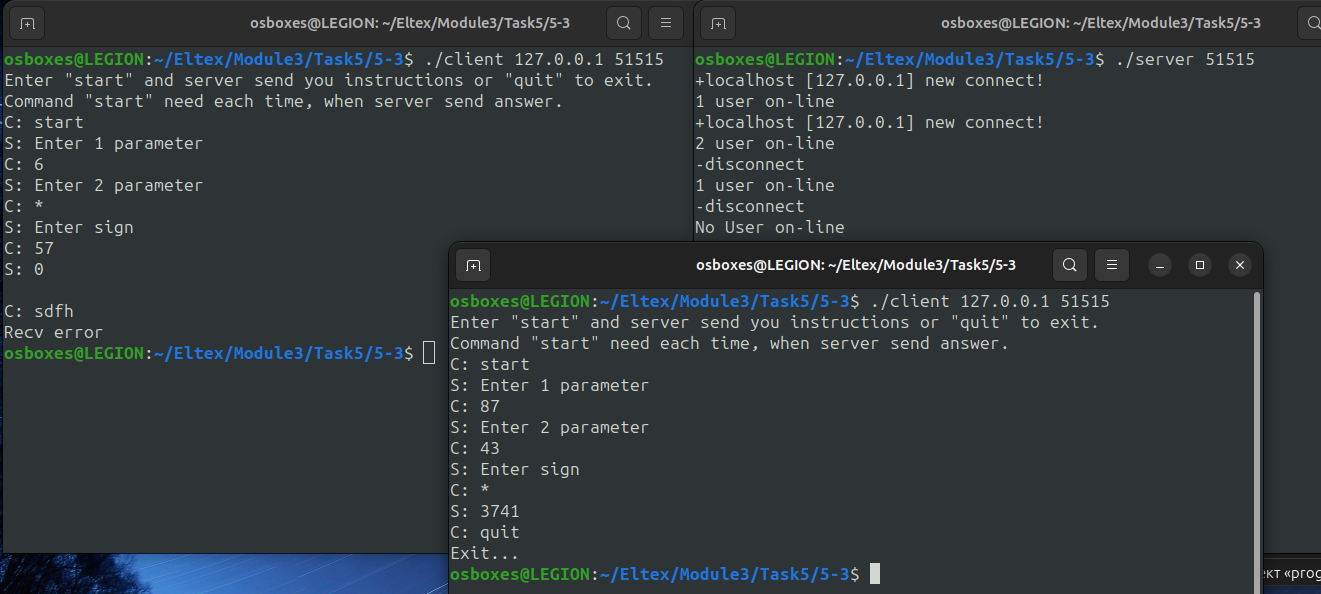 osboxes@LEGION: ~/Eltex/Module3/Task5/5-3
osboxes@LEGION:~/Eltex/Module3/Task5/5-3$ ./client 127.0.0.1 51515
Enter "start" and server send you instructions or "quit" to exit.
Command "start" need each time, when server send answer.
C: start
S: Enter 1 parameter
C: 6
S: Enter 2 parameter
C: *
S: Enter sign
C: 57
S: 0
C: sdfh
Recv error
osboxes@LEGION:~/Eltex/Module3/Task5/5-3$
osboxes@LEGION: ~/Eltex/Module3/Task5/5-3
osboxes@LEGION:~/Eltex/Module3/Task5/5-3$ ./server 51515
+localhost [127.0.0.1] new connect!
1 user on-line
+localhost [127.0.0.1] new connect!
2 user on-line
-disconnect
1 user on-line
-disconnect
No User on-line
osboxes@LEGION: ~/Eltex/Module3/Task5/5-3
osboxes@LEGION:~/Eltex/Module3/Task5/5-3$ ./client 127.0.0.1 51515
Enter "start" and server send you instructions or "quit" to exit.
Command "start" need each time, when server send answer.
C: start
S: Enter 1 parameter
C: 87
S: Enter 2 parameter
C: 43
S: Enter sign
C: *
S: 3741
C: quit
Exit...
osboxes@LEGION:~/Eltex/Module3/Task5/5-3$